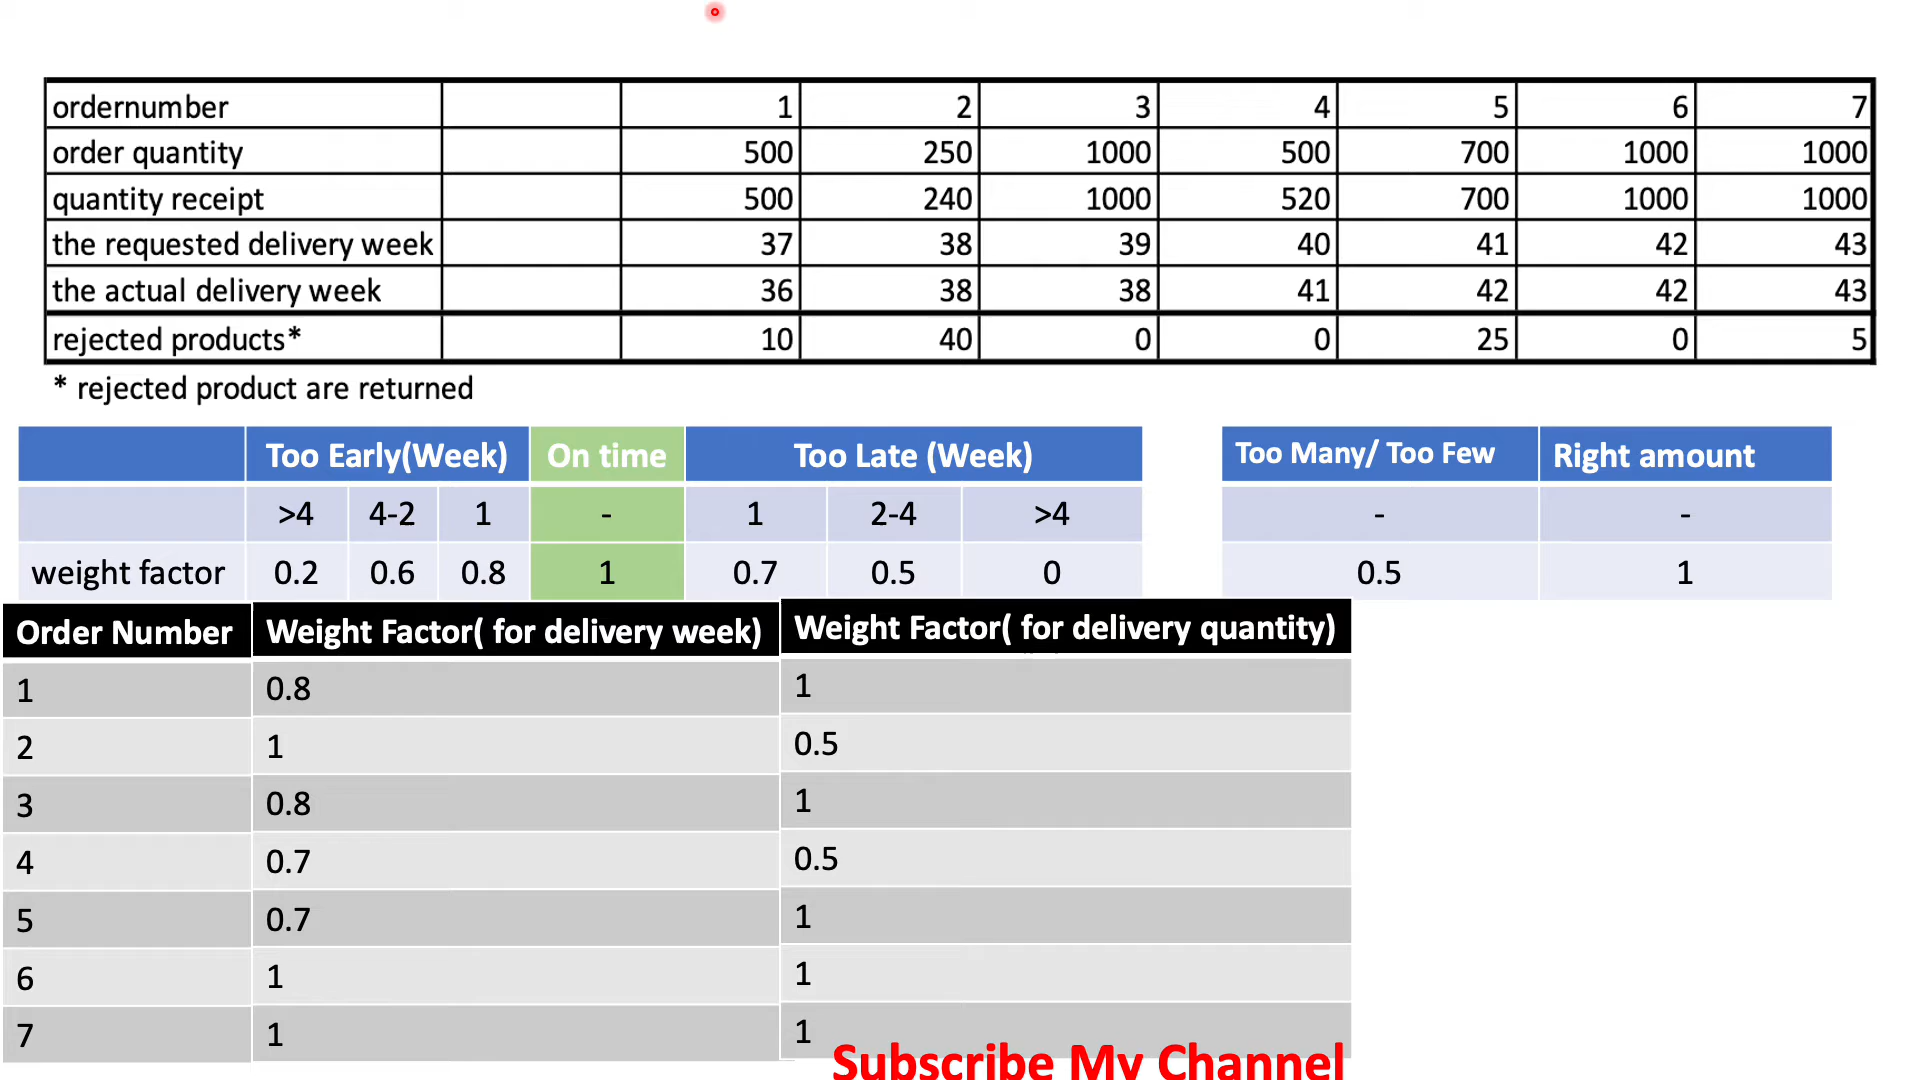 ordernumber 1 2 3 4 5 6 7
order quantity 500 250 1000 500 700 1000 1000
quantity receipt 500 240 1000 520 700 1000 1000
the requested delivery week 37 38 39 40 41 42 43
the actual delivery week 36 38 38 41 42 42 43
rejected products* 10 40 0 0 25 0 5
* rejected product are returned
Too Early(Week) On time Too Late (Week)
>4 4-2 1 - 1 2-4 >4
weight factor 0.2 0.6 0.8 1 0.7 0.5 0
Too Many/ Too Few Right amount
- -
0.5 1
Order Number Weight Factor( for delivery week) Weight Factor( for delivery quantity)
1 0.8 1
2 1 0.5
3 0.8 1
4 0.7 0.5
5 0.7 1
6 1 1
7 1 1
Subscribe My Channel